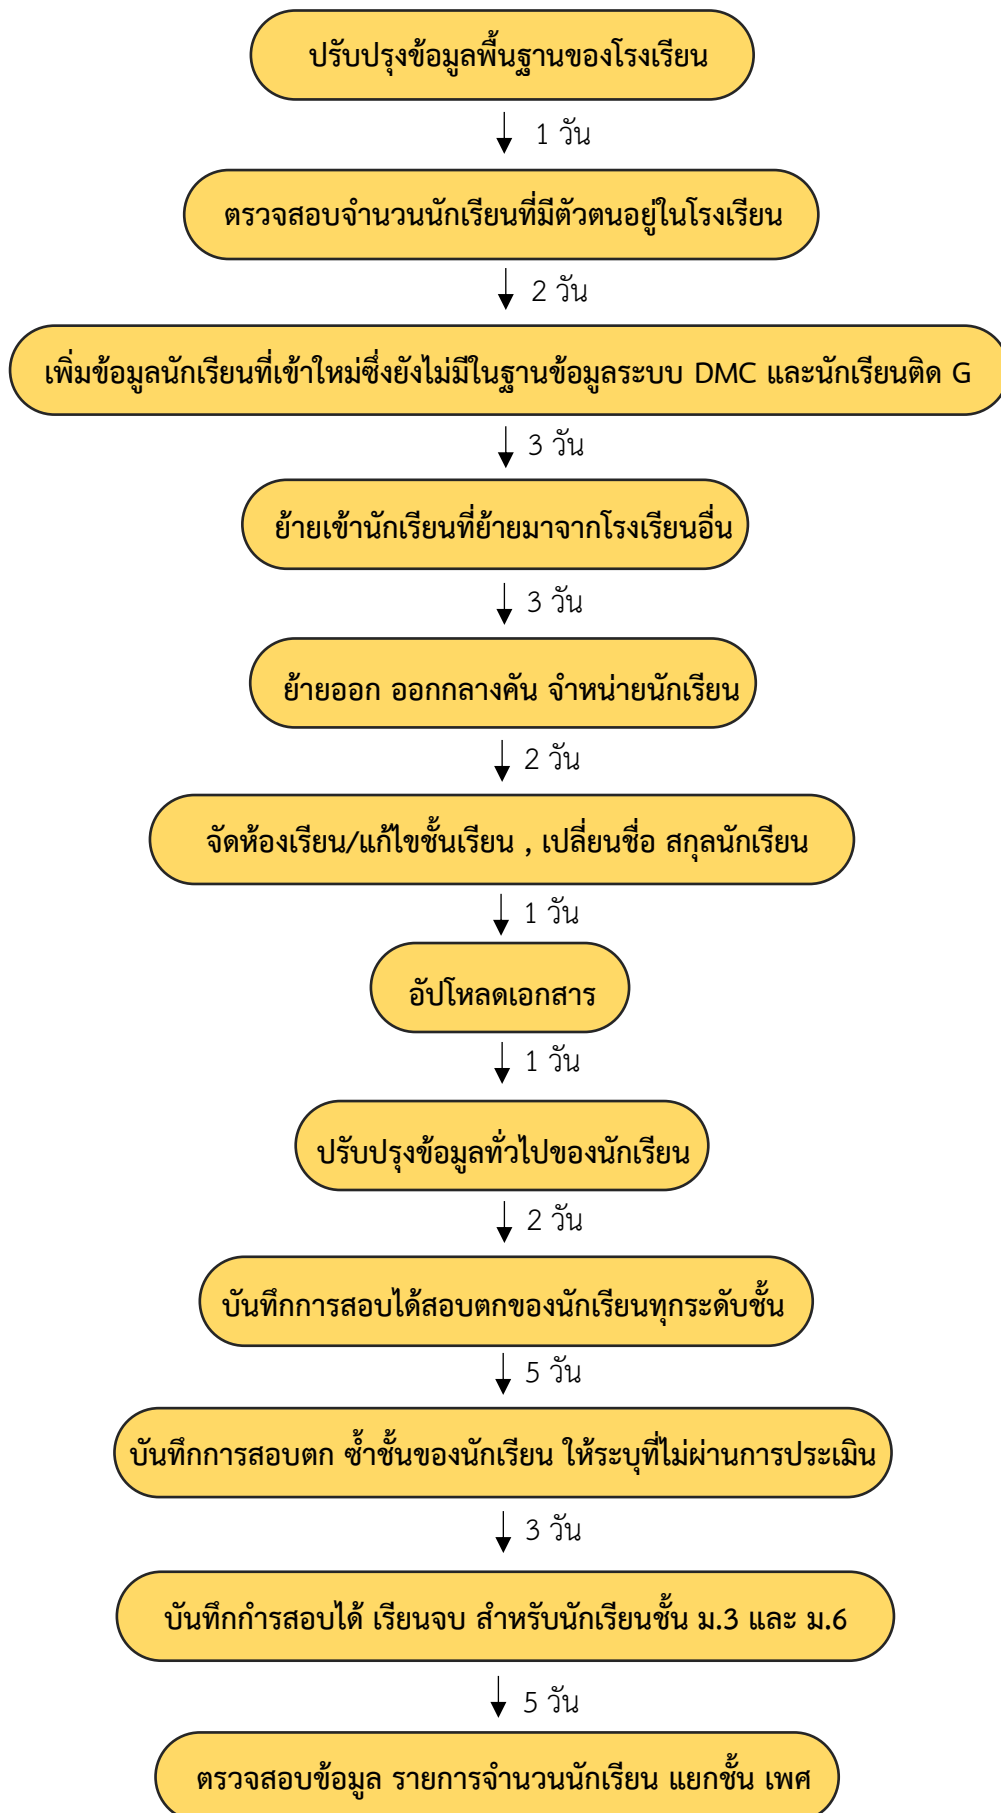 ปรับปรุงข้อมูลพื้นฐานของโรงเรียน
1 วัน
ตรวจสอบจำนวนนักเรียนที่มีตัวตนอยู่ในโรงเรียน
2 วัน
เพิ่มข้อมูลนักเรียนที่เข้าใหม่ซึ่งยังไม่มีในฐานข้อมูลระบบ DMC และนักเรียนติด G
3 วัน
ย้ายเข้านักเรียนที่ย้ายมาจากโรงเรียนอื่น
3 วัน
ย้ายออก ออกกลางคัน จำหน่ายนักเรียน
2 วัน
จัดห้องเรียน/แก้ไขชั้นเรียน , เปลี่ยนชื่อ สกุลนักเรียน
1 วัน
อัปโหลดเอกสาร
1 วัน
ปรับปรุงข้อมูลทั่วไปของนักเรียน
2 วัน
บันทึกการสอบได้สอบตกของนักเรียนทุกระดับชั้น
5 วัน
บันทึกการสอบตก ซ้ำชั้นของนักเรียน ให้ระบุที่ไม่ผ่านการประเมิน
3 วัน
บันทึกกำรสอบได้ เรียนจบ สำหรับนักเรียนชั้น ม.3 และ ม.6
5 วัน
ตรวจสอบข้อมูล รายการจำนวนนักเรียน แยกชั้น เพศ